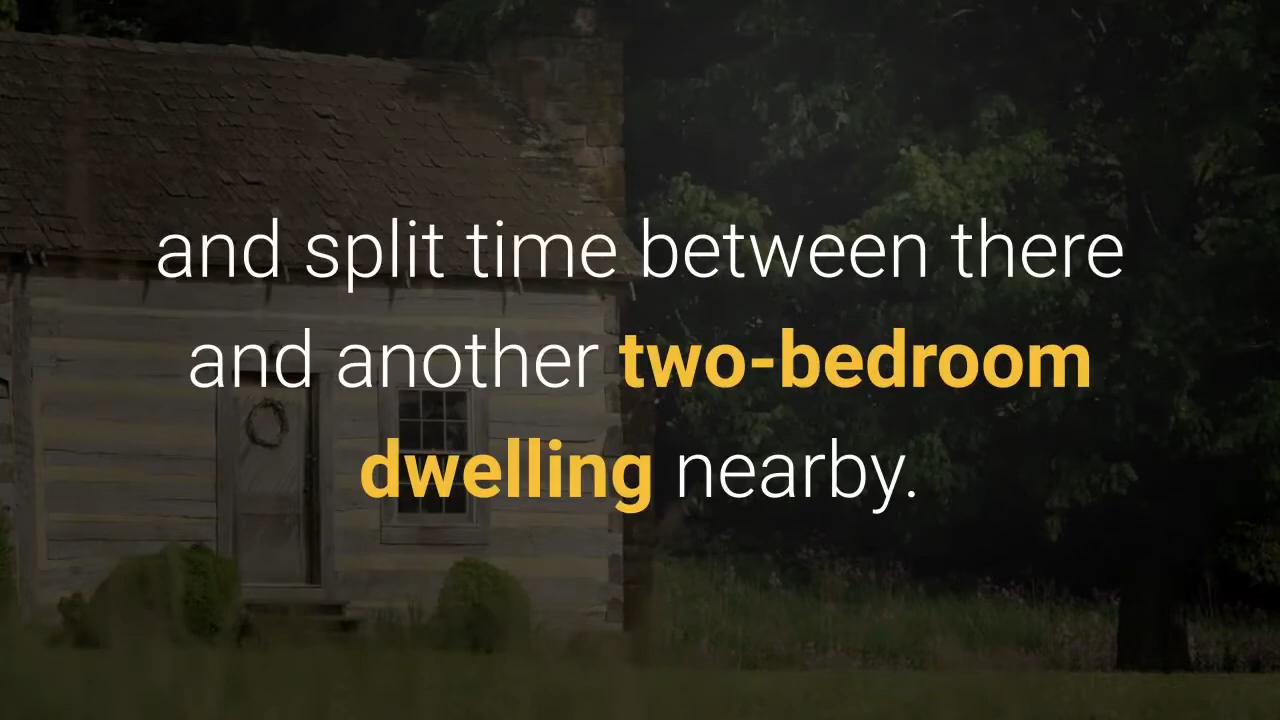 and split time between there
and another two-bedroom
dwelling nearby.